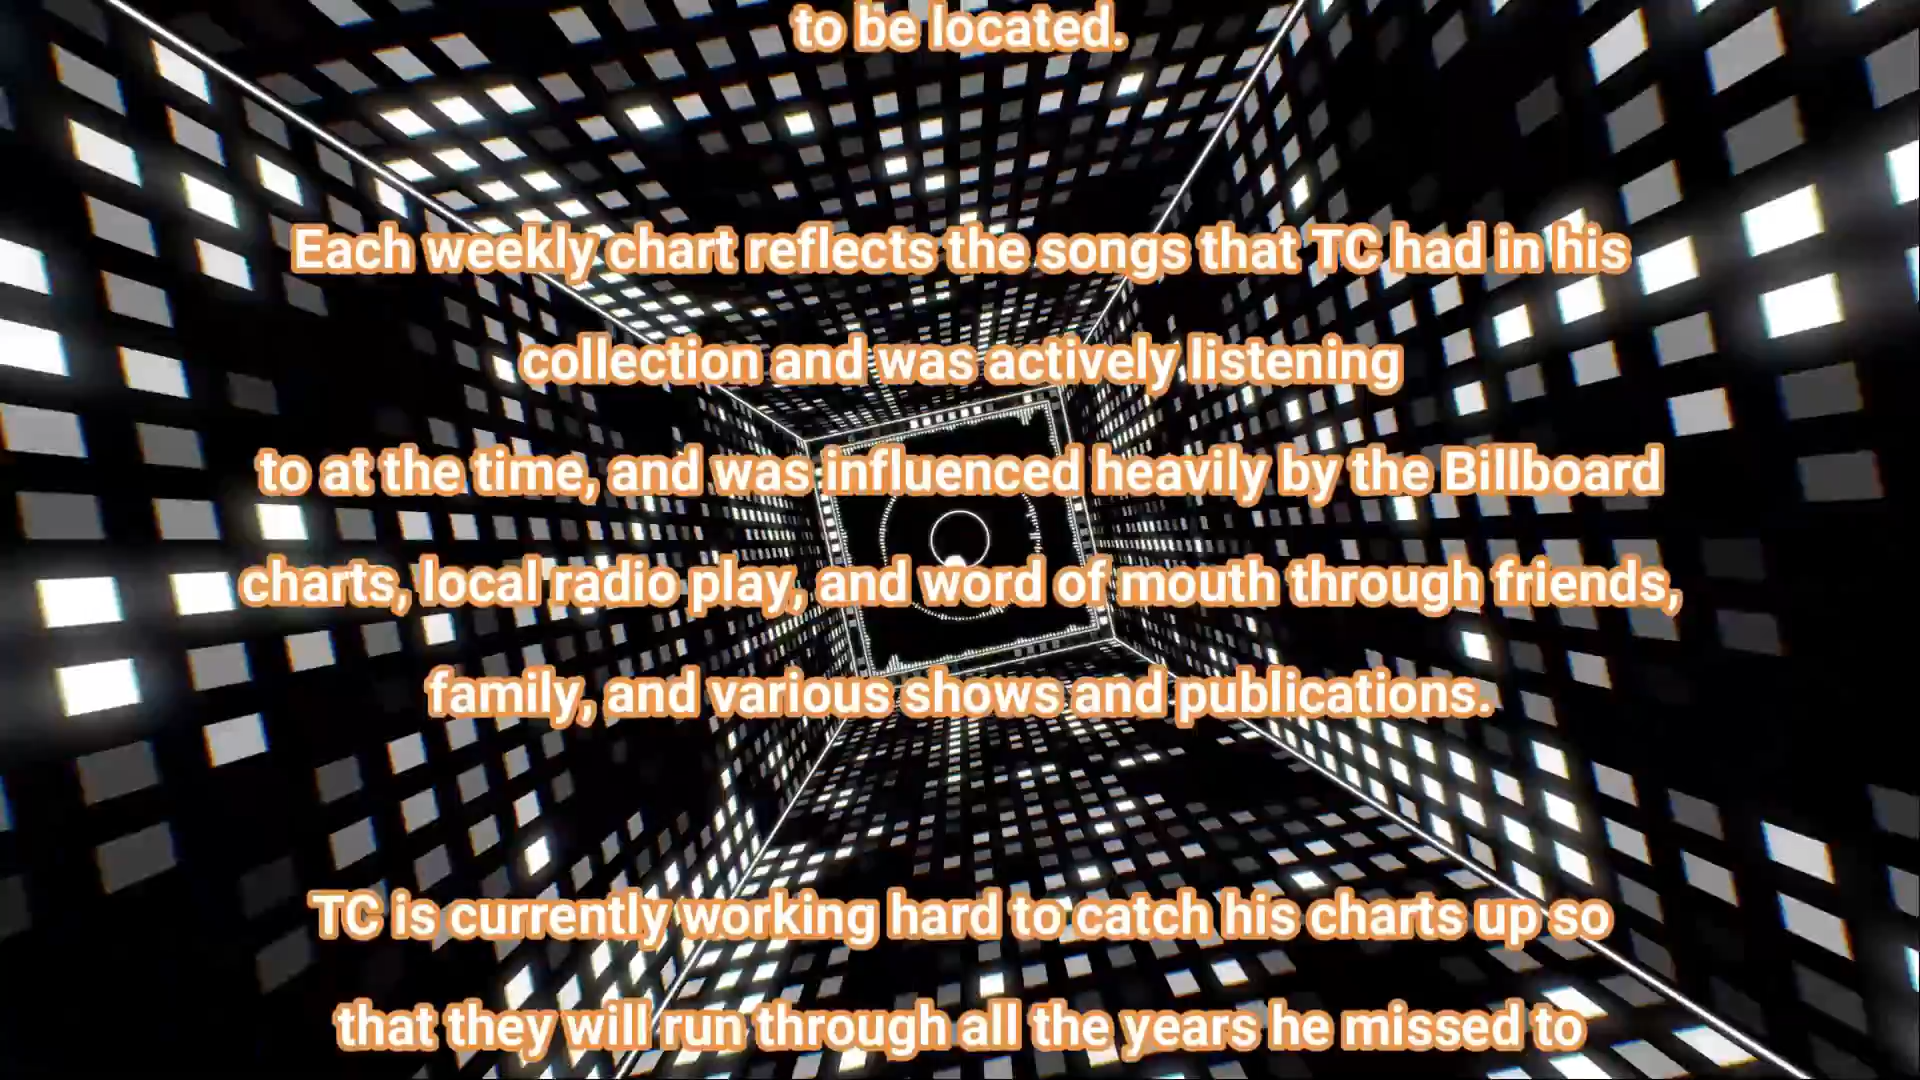 to be located.
Each weekly chart reflects the songs that TC had in his
collection and was actively listening
to at the time, and was influenced heavily by the Billboard
charts, local radio play, and word of mouth through friends,
family, and various shows and publications.
TC is currently working hard to catch his charts up so
that they will run through all the years he missed to